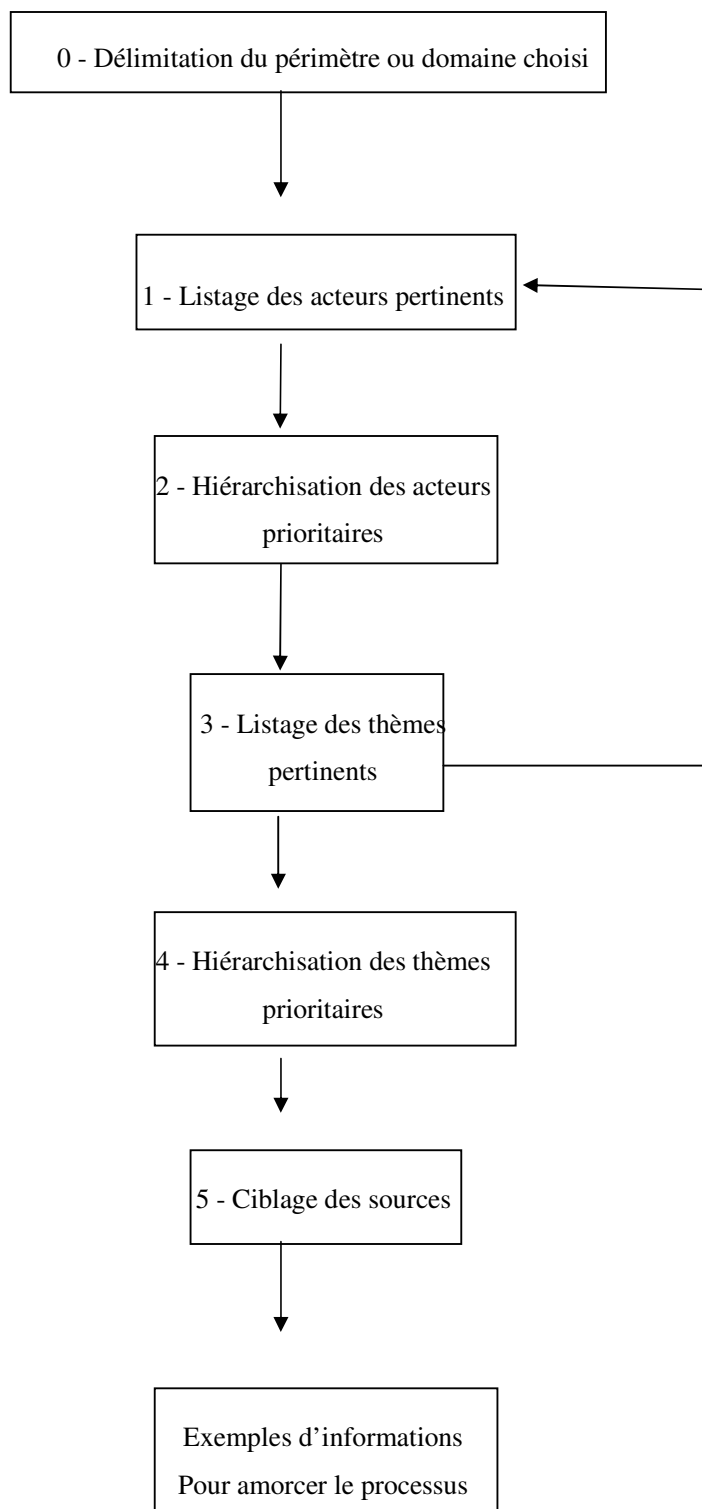 0 - Délimitation du périmètre ou domaine choisi
1 - Listage des acteurs pertinents
2 - Hiérarchisation des acteurs
prioritaires
3 - Listage des thèmes
pertinents
4 - Hiérarchisation des thèmes
prioritaires
5 - Ciblage des sources
Exemples d’informations
Pour amorcer le processus